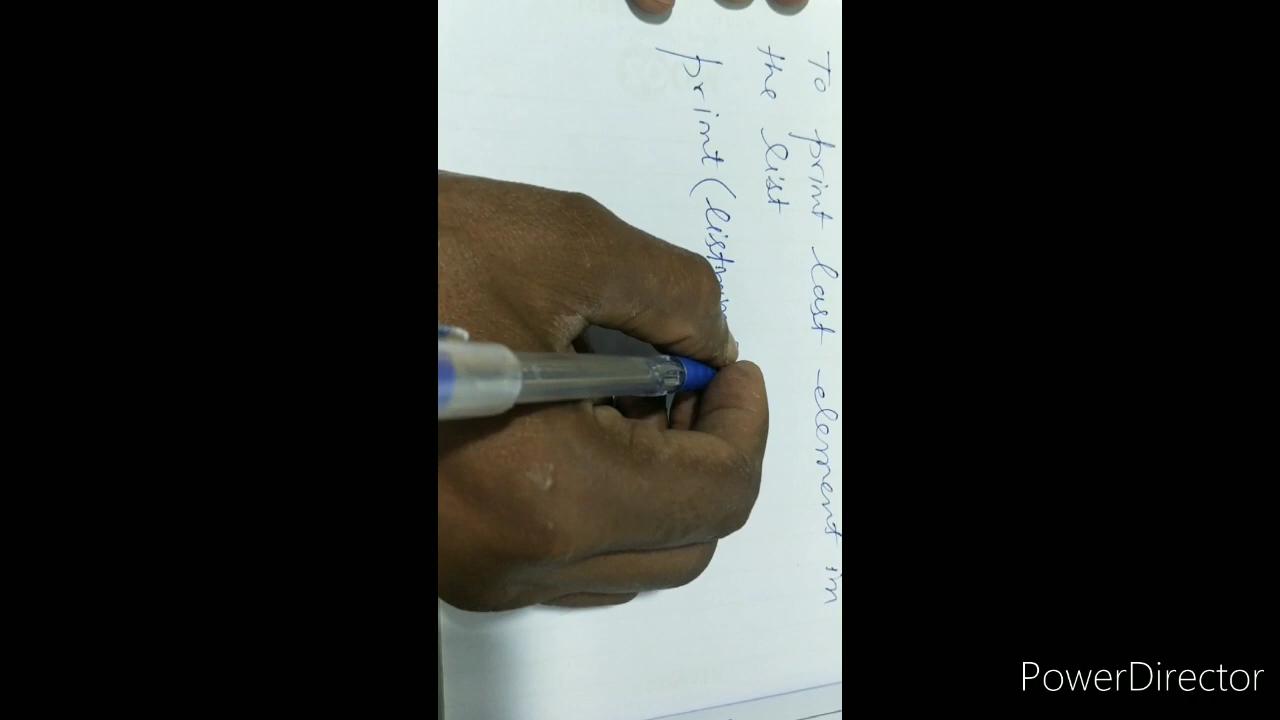 To print last element in
the list
print(list
PowerDirector